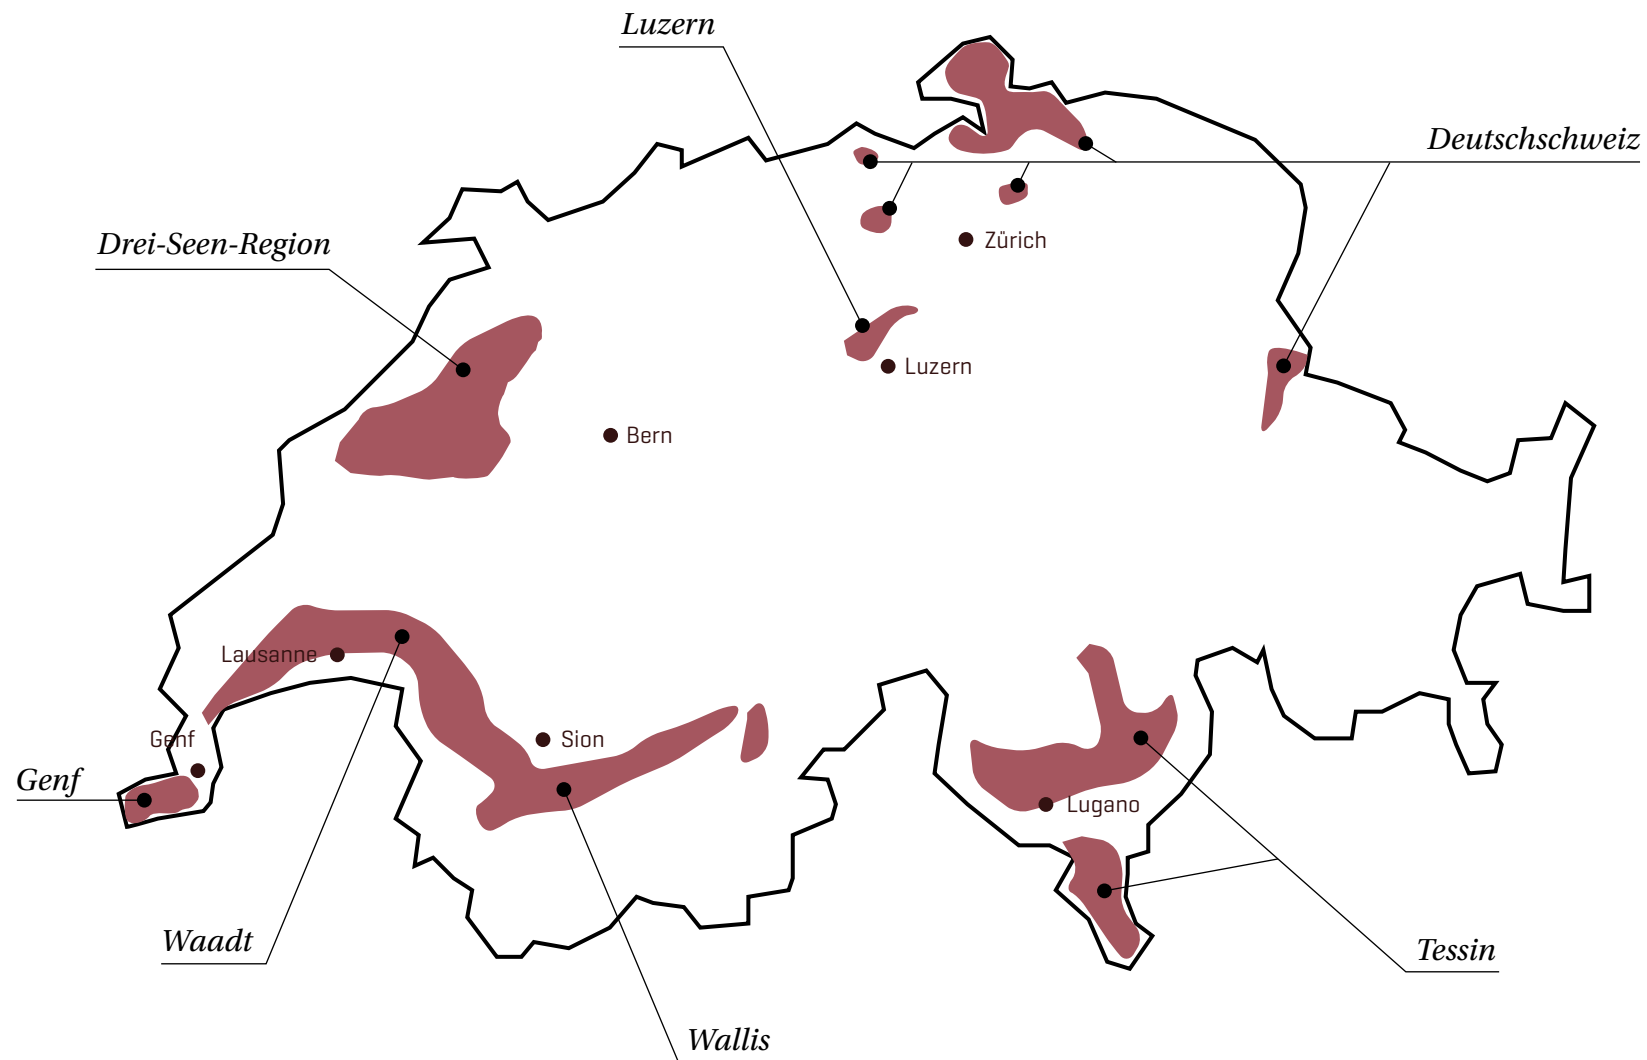 Luzern
Deutschschweiz
Drei-Seen-Region
Zürich
Luzern
Bern
Lausanne
Genf
Sion
Genf
Lugano
Waadt
Tessin
Wallis